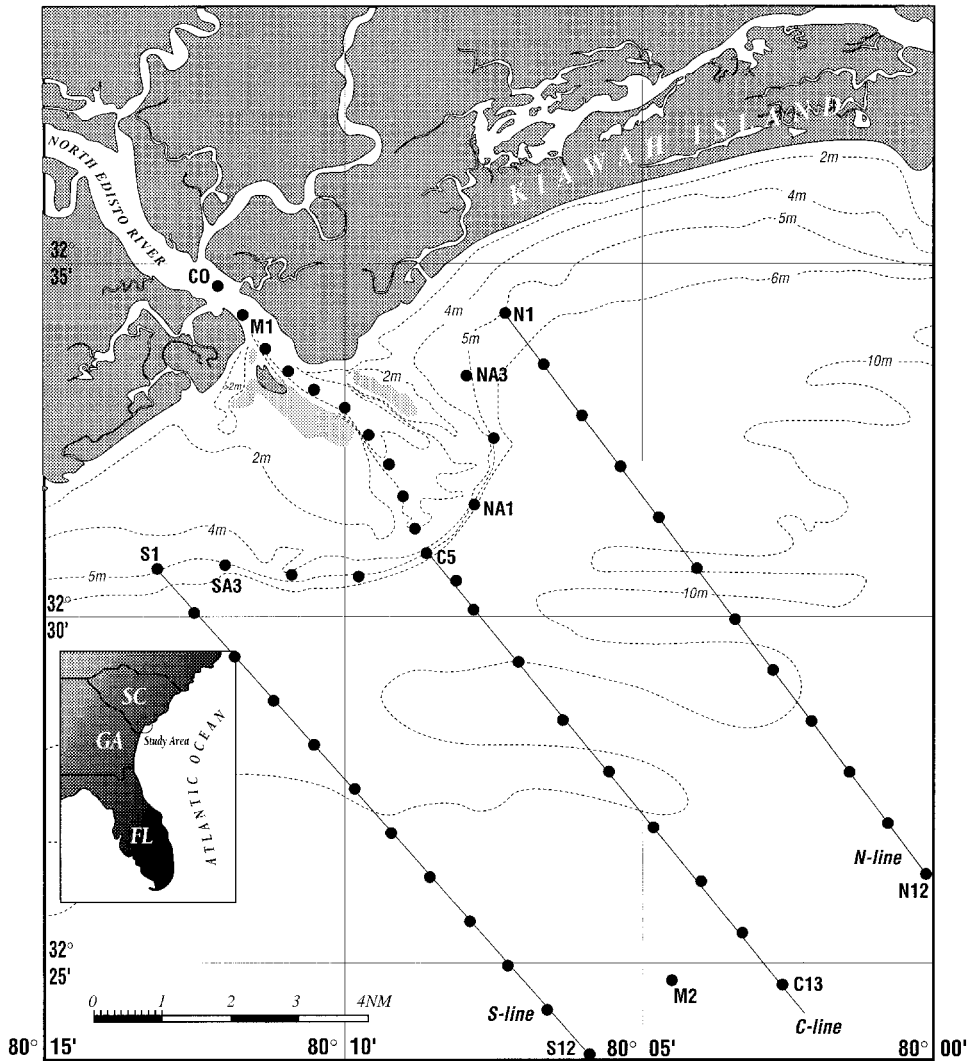 NORTH EDISTO RIVER
KIAWAH ISLAND
2m
4m
5m
6m
32°
35'
CO
M1
4m
N1
5m
10m
2m
NA3
2m
2m
NA1
4m
S1
C5
SA3
5m
10m
32°
30'
SC
GA
Study Area
ATLANTIC OCEAN
FL
N-line
N12
32°
25'
M2
C13
0 1 2 3 4NM
S-line
C-line
S12
80° 15' 80° 10' 80° 05' 80° 00'